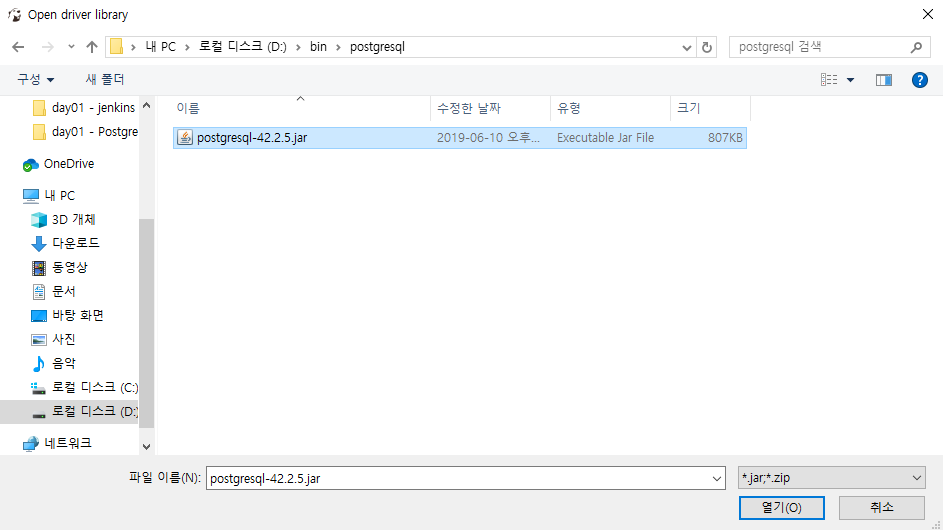 Open driver library
내 PC > 로컬 디스크 (D:) > bin > postgresql
postgresql 검색
구성
새 폴더
day01 - jenkins
day01 - Postgre
OneDrive
내 PC
3D 개체
다운로드
동영상
문서
바탕 화면
사진
음악
로컬 디스크 (C:)
로컬 디스크 (D:)
네트워크
이름 수정한 날짜 유형 크기
postgresql-42.2.5.jar 2019-06-10 오후... Executable Jar File 807KB
파일 이름(N): postgresql-42.2.5.jar *.jar;*.zip
열기(O) 취소